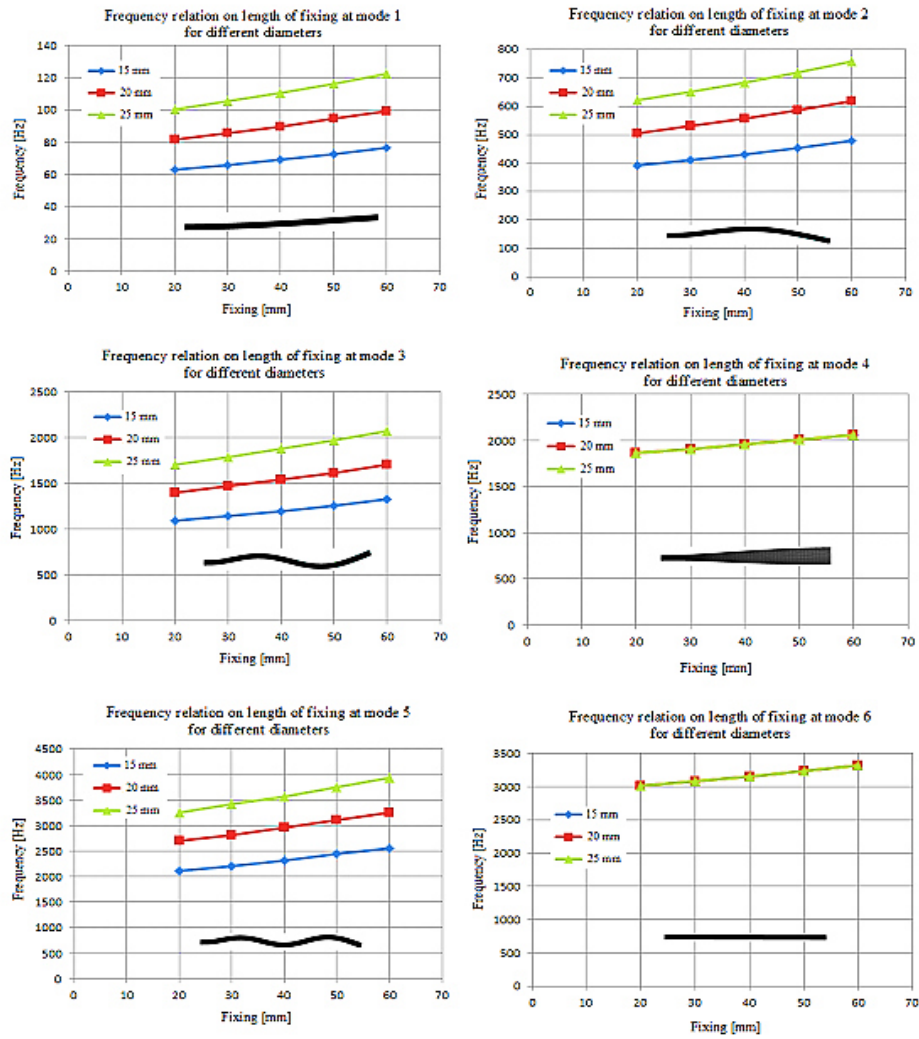 Frequency relation on length of fixing at mode 1
for different diameters
140
120
100
80
60
40
20
0
15 mm
20 mm
25 mm
Frequency [Hz]
0 10 20 30 40 50 60 70
Fixing [mm]
Frequency relation on length of fixing at mode 2
for different diameters
800
700
600
500
400
300
200
100
0
15 mm
20 mm
25 mm
Frequency [Hz]
0 10 20 30 40 50 60 70
Fixing [mm]
Frequency relation on length of fixing at mode 3
for different diameters
2500
2000
1500
1000
500
0
15 mm
20 mm
25 mm
Frequency [Hz]
0 10 20 30 40 50 60 70
Fixing [mm]
Frequency relation on length of fixing at mode 4
for different diameters
2500
2000
1500
1000
500
0
15 mm
20 mm
25 mm
Frequency [Hz]
0 10 20 30 40 50 60 70
Fixing [mm]
Frequency relation on length of fixing at mode 5
for different diameters
4500
4000
3500
3000
2500
2000
1500
1000
500
0
15 mm
20 mm
25 mm
Frequency [Hz]
0 10 20 30 40 50 60 70
Fixing [mm]
Frequency relation on length of fixing at mode 6
for different diameters
3500
3000
2500
2000
1500
1000
500
0
15 mm
20 mm
25 mm
Frequency [Hz]
0 10 20 30 40 50 60 70
Fixing [mm]